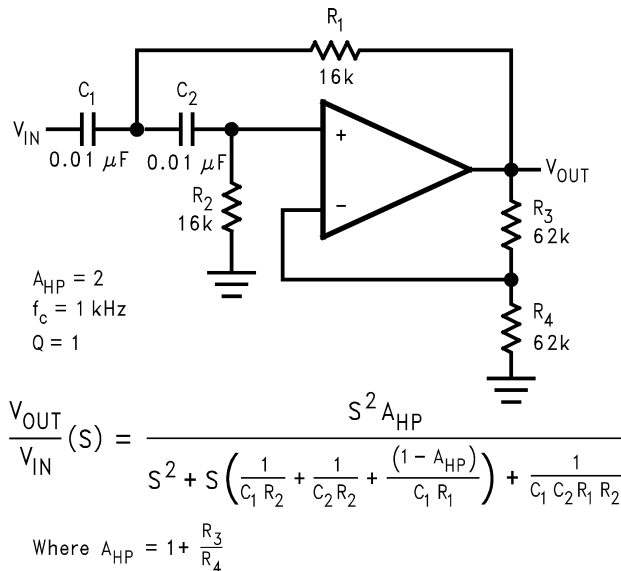 R1
16k
C1
C2
VIN
0.01 µF
0.01 µF
+
−
VOUT
R2
16k
R3
62k
R4
62k
AHP = 2
fc = 1 kHz
Q = 1
VOUT/VIN (S) = S² AHP / (S² + S (1/(C1 R2) + 1/(C2 R2) + (1 − AHP)/(C1 R1)) + 1/(C1 C2 R1 R2))
Where AHP = 1 + R3/R4